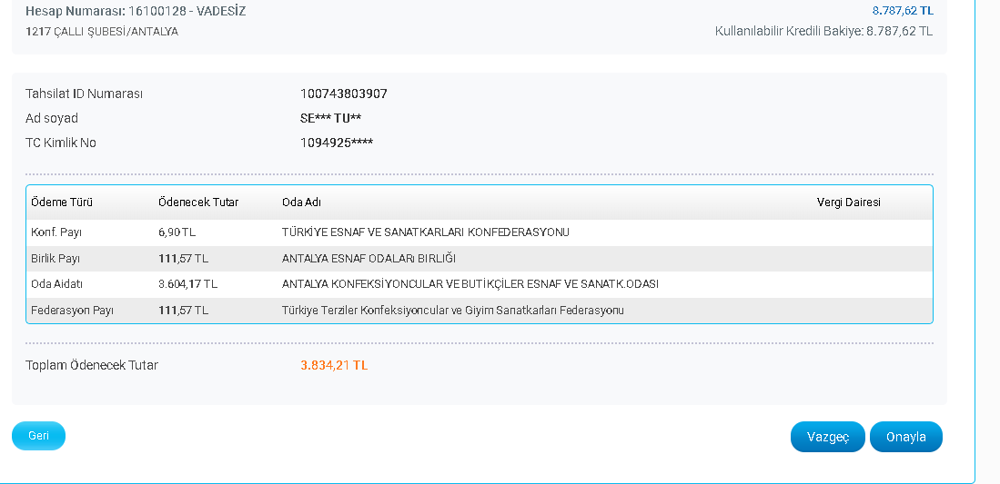 Hesap Numarası: 16100128 - VADESİZ 8.787,62 TL
1217 ÇALLI ŞUBESİ/ANTALYA Kullanılabilir Kredili Bakiye: 8.787,62 TL
Tahsilat ID Numarası 100743803907
Ad soyad SE*** TU**
TC Kimlik No 1094925****
Ödeme Türü Ödenecek Tutar Oda Adı Vergi Dairesi
Konf. Payı 6,90 TL TÜRKİYE ESNAF VE SANATKARLARI KONFEDERASYONU
Birlik Payı 111,57 TL ANTALYA ESNAF ODALARı BIRLIĞI
Oda Aidatı 3.604,17 TL ANTALYA KONFEKSİYONCULAR VE BUTİKÇİLER ESNAF VE SANATK.ODASI
Federasyon Payı 111,57 TL Türkiye Terziler Konfeksiyoncular ve Giyim Sanatkarları Federasyonu
Toplam Ödenecek Tutar 3.834,21 TL
Geri Vazgeç Onayla